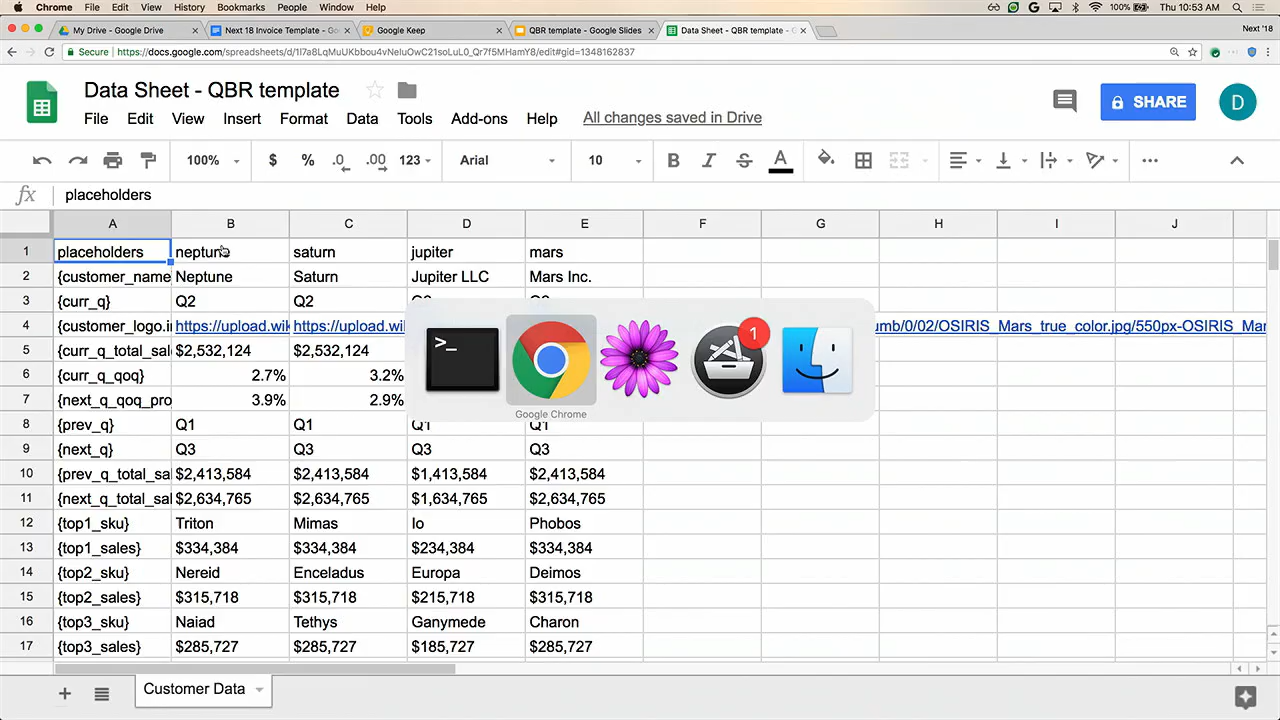 Chrome File Edit View History Bookmarks People Window Help 100% Thu 10:53 AM
My Drive - Google Drive Next 18 Invoice Template - Go Google Keep QBR template - Google Slides Data Sheet - QBR template - G Next '18
Secure https://docs.google.com/spreadsheets/d/1I7a8LqMuUKbbou4vNeIuOwC21soLuL0_Qr7f5MHamY8/edit#gid=1348162837
Data Sheet - QBR template
SHARE D
File Edit View Insert Format Data Tools Add-ons Help All changes saved in Drive
100% $ % .0 .00 123 Arial 10 B I S A
fx placeholders
A B C D E F G H I J
1 placeholders neptune saturn jupiter mars
2 {customer_name Neptune Saturn Jupiter LLC Mars Inc.
3 {curr_q} Q2 Q2
4 {customer_logo.i https://upload.wik https://upload.wi umb/0/02/OSIRIS_Mars_true_color.jpg/550px-OSIRIS_Mar
5 {curr_q_total_sal $2,532,124 $2,532,124
6 {curr_q_qoq} 2.7% 3.2%
7 {next_q_qoq_pro 3.9% 2.9%
8 {prev_q} Q1 Q1 Q1 Q1
9 {next_q} Q3 Q3 Q3 Q3
10 {prev_q_total_sa $2,413,584 $2,413,584 $1,413,584 $2,413,584
11 {next_q_total_sal $2,634,765 $2,634,765 $1,634,765 $2,634,765
12 {top1_sku} Triton Mimas Io Phobos
13 {top1_sales} $334,384 $334,384 $234,384 $334,384
14 {top2_sku} Nereid Enceladus Europa Deimos
15 {top2_sales} $315,718 $315,718 $215,718 $315,718
16 {top3_sku} Naiad Tethys Ganymede Charon
17 {top3_sales} $285,727 $285,727 $185,727 $285,727
>_ 1
Google Chrome
Customer Data